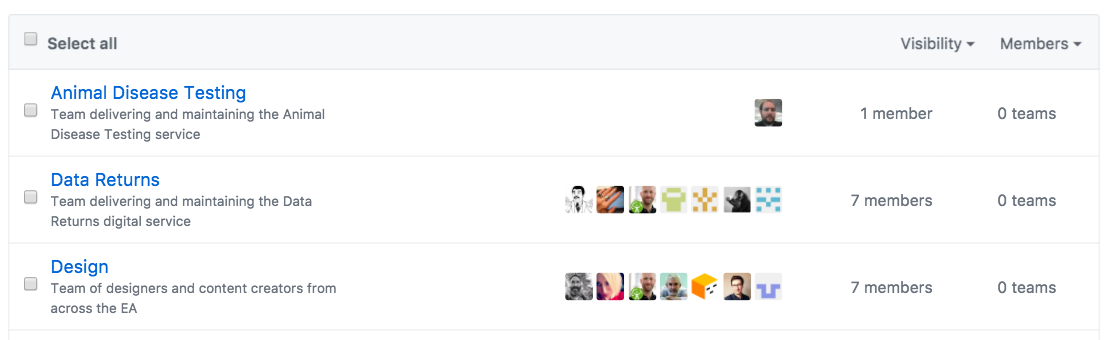 Select all Visibility Members
Animal Disease Testing
Team delivering and maintaining the Animal
Disease Testing service
1 member 0 teams
Data Returns
Team delivering and maintaining the Data
Returns digital service
7 members 0 teams
Design
Team of designers and content creators from
across the EA
7 members 0 teams